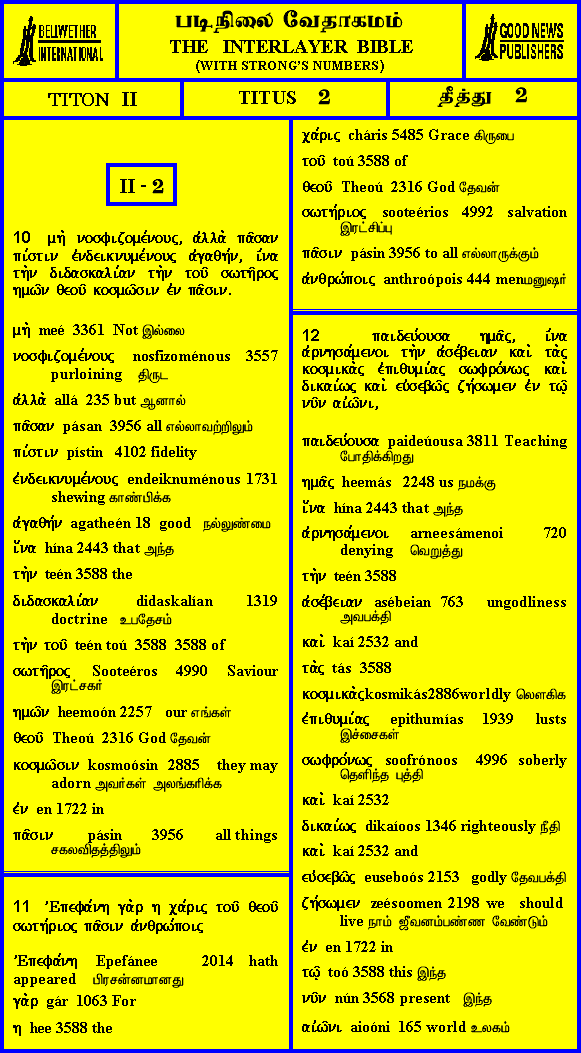 BELLWETHER
INTERNATIONAL
படிநிலை வேதாகமம்
THE INTERLAYER BIBLE
(WITH STRONG'S NUMBERS)
GOOD NEWS
PUBLISHERS
TITON II
TITUS 2
தீத்து 2
II - 2
10 μὴ νοσφιζομένους, ἀλλὰ πᾶσαν
πίστιν ἐνδεικνυμένους ἀγαθήν, ἵνα
τὴν διδασκαλίαν τὴν τοῦ σωτῆρος
ημῶν θεοῦ κοσμῶσιν ἐν πᾶσιν.
μὴ meé 3361 Not இல்லை
νοσφιζομένους nosfizoménous 3557
purloining திருட
ἀλλὰ allá 235 but ஆனால்
πᾶσαν pásan 3956 all எல்லாவற்றிலும்
πίστιν pístin 4102 fidelity
ἐνδεικνυμένους endeiknuménous 1731
shewing காண்பிக்க
ἀγαθήν agatheén 18 good நல்லுண்மை
ἵνα hína 2443 that அந்த
τὴν teén 3588 the
διδασκαλίαν didaskalían 1319
doctrine உபதேசம்
τὴν τοῦ teén toú 3588 3588 of
σωτῆρος Sooteéros 4990 Saviour
இரட்சகர்
ημῶν heemoón 2257 our எங்கள்
θεοῦ Theoú 2316 God தேவன்
κοσμῶσιν kosmoósin 2885 they may
adorn அவர்கள் அலங்கரிக்க
ἐν en 1722 in
πᾶσιν pásin 3956 all things
சகலவிதத்திலும்
11 Ἐπεφάνη γὰρ η χάρις τοῦ θεοῦ
σωτήριος πᾶσιν ἀνθρώποις
Ἐπεφάνη Epefánee 2014 hath
appeared பிரசன்னமானது
γὰρ gár 1063 For
η hee 3588 the
χάρις cháris 5485 Grace கிருபை
τοῦ toú 3588 of
θεοῦ Theoú 2316 God தேவன்
σωτήριος sooteérios 4992 salvation
இரட்சிப்பு
πᾶσιν pásin 3956 to all எல்லாருக்கும்
ἀνθρώποις anthroópois 444 menமனுஷர்
12 παιδεύουσα ημᾶς, ἵνα
ἀρνησάμενοι τὴν ἀσέβειαν καὶ τὰς
κοσμικὰς ἐπιθυμίας σωφρόνως καὶ
δικαίως καὶ εὐσεβῶς ζήσωμεν ἐν τῷ
νῦν αἰῶνι,
παιδεύουσα paideúousa 3811 Teaching
போதிக்கிறது
ημᾶς heemás 2248 us நமக்கு
ἵνα hína 2443 that அந்த
ἀρνησάμενοι arneesámenoi 720
denying வெறுத்து
τὴν teén 3588
ἀσέβειαν asébeian 763 ungodliness
அவபக்தி
καὶ kaí 2532 and
τὰς tás 3588
κοσμικὰςkosmikás2886worldly லௌகிக
ἐπιθυμίας epithumías 1939 lusts
இச்சைகள்
σωφρόνως soofrónoos 4996 soberly
தெளிந்த புத்தி
καὶ kaí 2532
δικαίως dikaíoos 1346 righteously நீதி
καὶ kaí 2532 and
εὐσεβῶς euseboós 2153 godly தேவபக்தி
ζήσωμεν zeésoomen 2198 we should
live நாம் ஜீவனம்பண்ண வேண்டும்
ἐν en 1722 in
τῷ toó 3588 this இந்த
νῦν nún 3568 present இந்த
αἰῶνι aioóni 165 world உலகம்